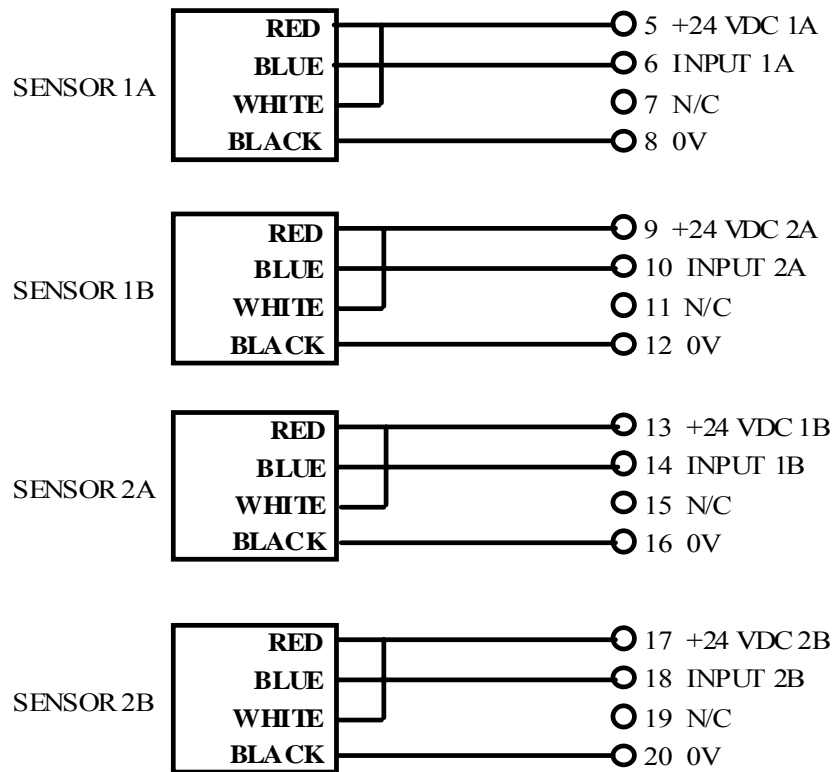 RED 5 +24 VDC 1A
BLUE 6 INPUT 1A
SENSOR 1A
WHITE 7 N/C
BLACK 8 0V
RED 9 +24 VDC 2A
BLUE 10 INPUT 2A
SENSOR 1B
WHITE 11 N/C
BLACK 12 0V
RED 13 +24 VDC 1B
BLUE 14 INPUT 1B
SENSOR 2A
WHITE 15 N/C
BLACK 16 0V
RED 17 +24 VDC 2B
BLUE 18 INPUT 2B
SENSOR 2B
WHITE 19 N/C
BLACK 20 0V